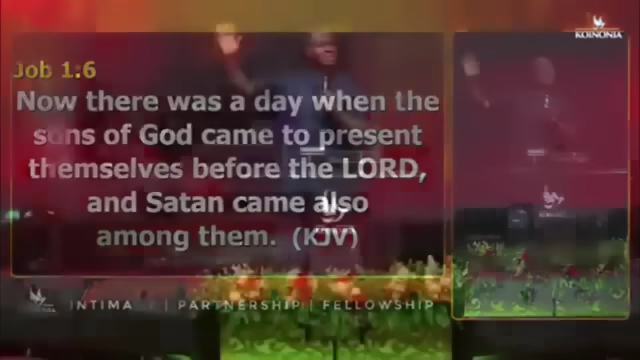 KOINONIA
Job 1:6
Now there was a day when the
sons of God came to present
themselves before the LORD,
and Satan came also
among them. (KJV)
| PARTNERSHIP | FELLOWSHIP